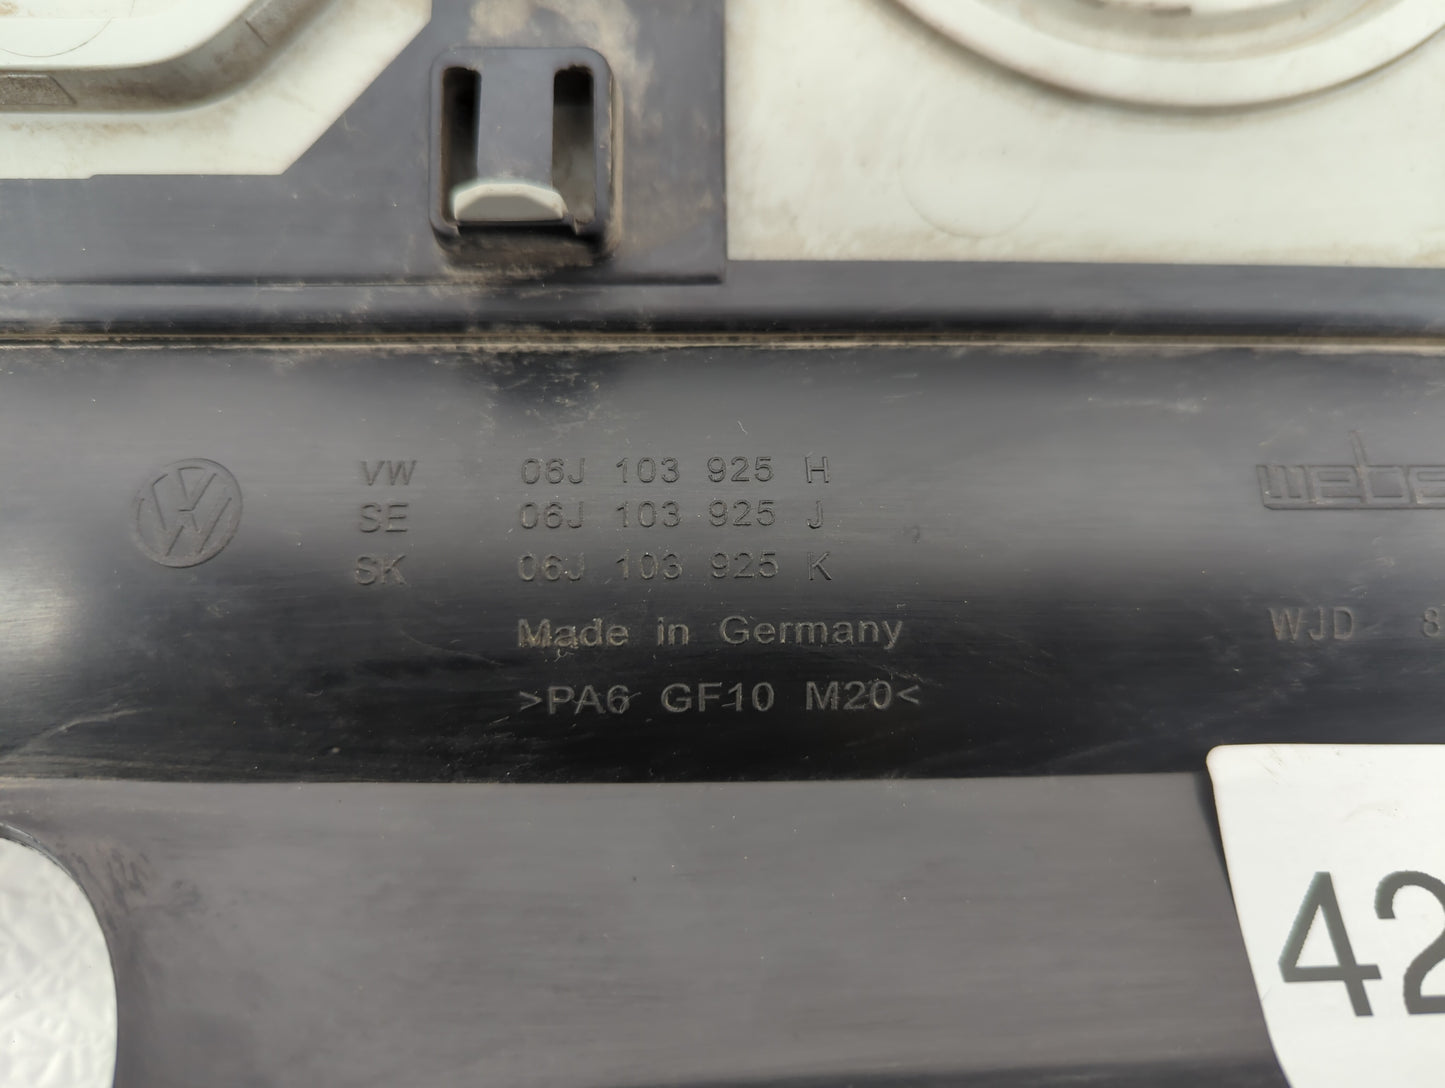 VW 06J 103 925 H
SE 06J 103 925 J
SK 06J 103 925 K
Made in Germany
>PA6 GF10 M20<
WJD 8
42